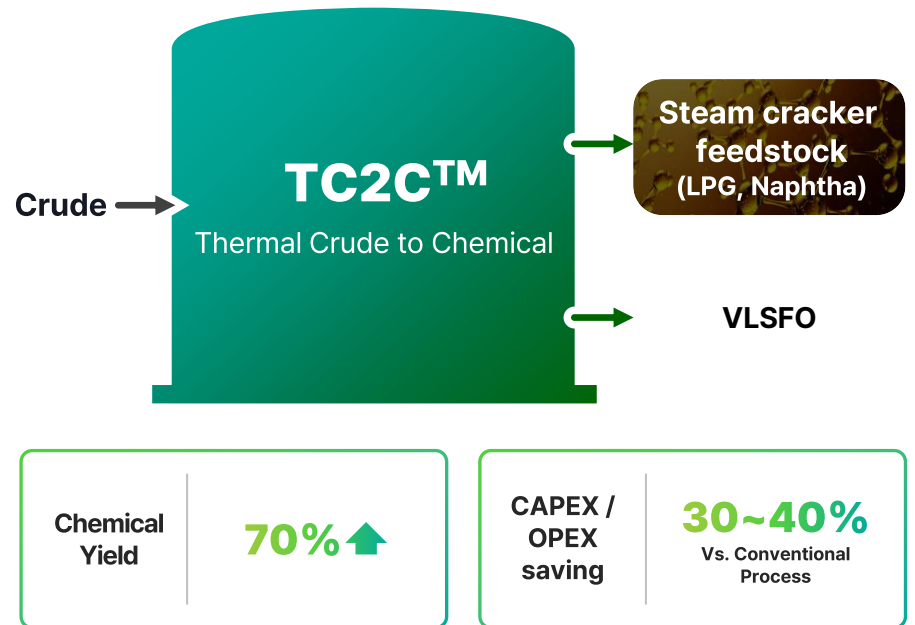 Crude
TC2C™
Thermal Crude to Chemical
Steam cracker
feedstock
(LPG, Naphtha)
VLSFO
Chemical
Yield
70%
CAPEX /
OPEX
saving
30~40%
Vs. Conventional
Process